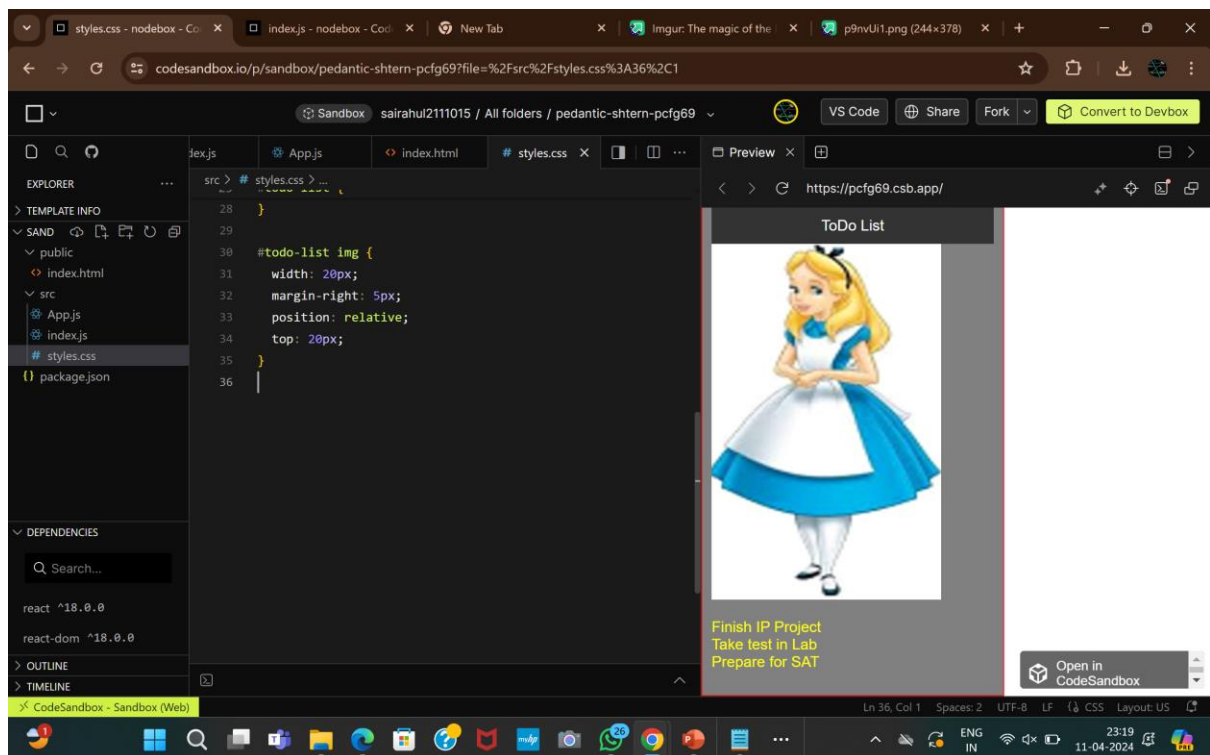 styles.css - nodebox - Co
index.js - nodebox - Cod
New Tab
Imgur: The magic of the
p9nvUi1.png (244×378)
codesandbox.io/p/sandbox/pedantic-shtern-pcfg69?file=%2Fsrc%2Fstyles.css%3A36%2C1
Sandbox sairahul2111015 / All folders / pedantic-shtern-pcfg69
VS Code
Share
Fork
Convert to Devbox
dex.js
App.js
index.html
# styles.css
Preview
EXPLORER
src > # styles.css > ...
https://pcfg69.csb.app/
TEMPLATE INFO
SAND
public
index.html
src
App.js
index.js
# styles.css
{} package.json
28 }
29
30 #todo-list img {
31 width: 20px;
32 margin-right: 5px;
33 position: relative;
34 top: 20px;
35 }
36
ToDo List
Finish IP Project
Take test in Lab
Prepare for SAT
DEPENDENCIES
Search...
react ^18.0.0
react-dom ^18.0.0
OUTLINE
TIMELINE
Open in
CodeSandbox
CodeSandbox - Sandbox (Web)
Ln 36, Col 1 Spaces: 2 UTF-8 LF CSS Layout: US
26
ENG
IN
23:19
11-04-2024